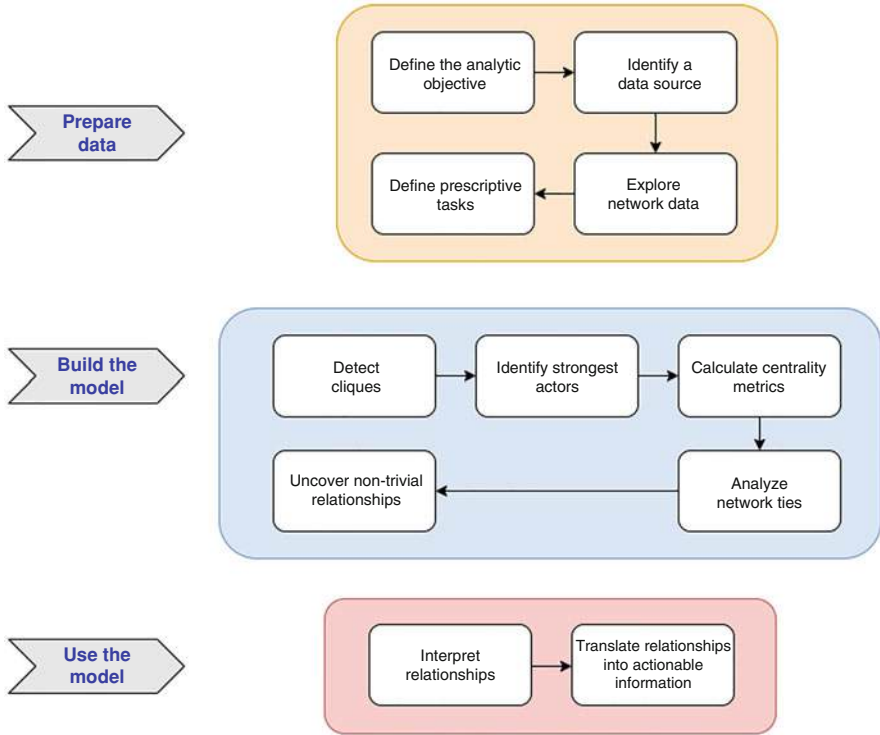 Prepare
data
Define the analytic
objective
Identify a
data source
Explore
network data
Define prescriptive
tasks
Build the
model
Detect
cliques
Identify strongest
actors
Calculate centrality
metrics
Analyze
network ties
Uncover non-trivial
relationships
Use the
model
Interpret
relationships
Translate relationships
into actionable
information